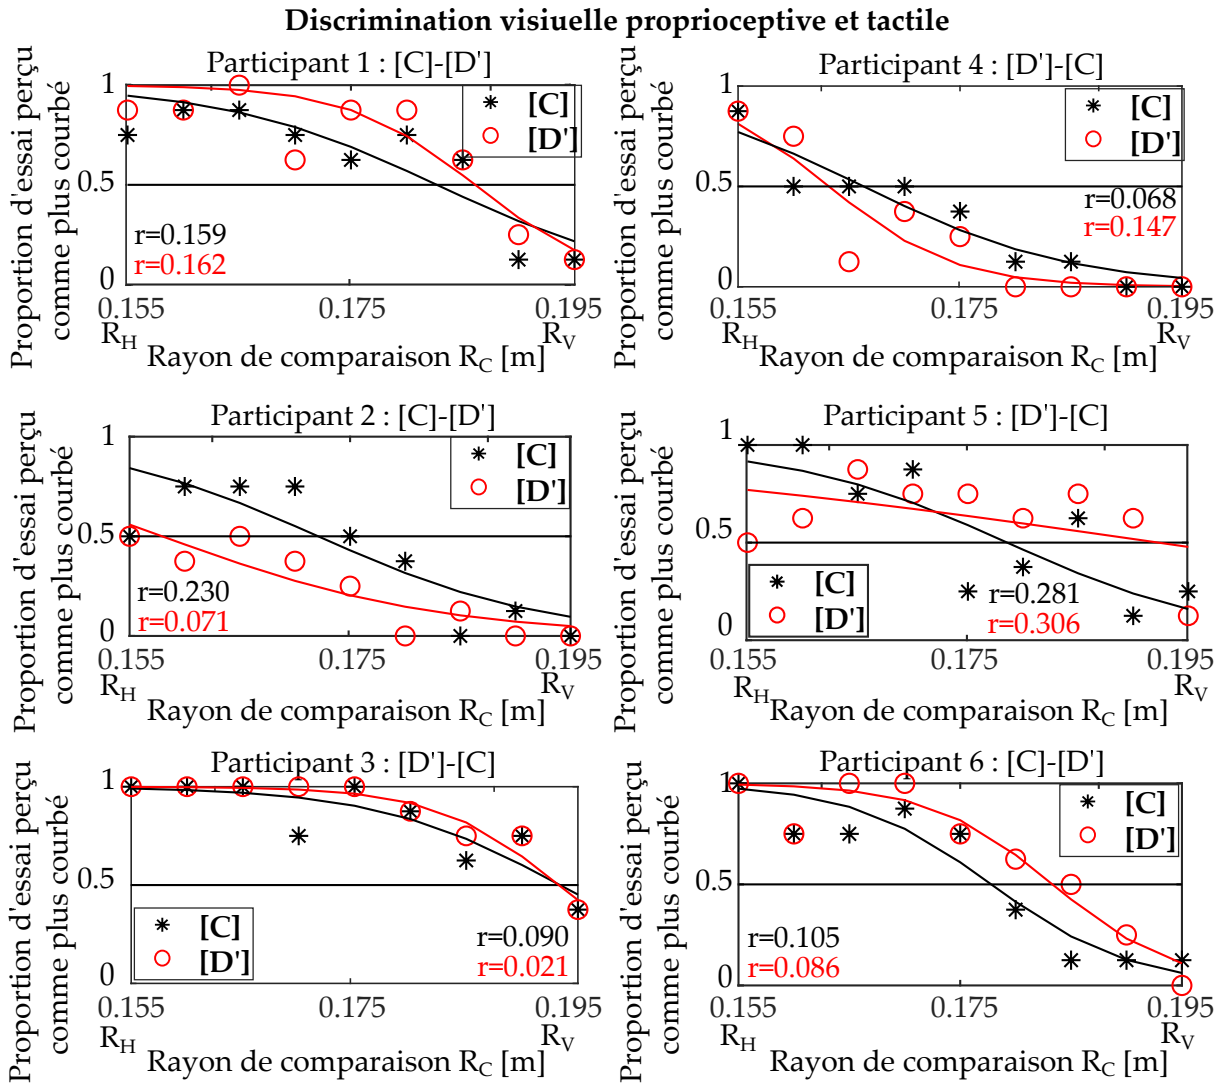 Discrimination visiuelle proprioceptive et tactile
Participant 1 : [C]-[D']
Proportion d'essai perçu
comme plus courbé
1
0.5
0
[C]
[D']
r=0.159
r=0.162
0.155
0.175
0.195
R_H
R_V
Rayon de comparaison R_C [m]
Participant 4 : [D']-[C]
Proportion d'essai perçu
comme plus courbé
1
0.5
0
[C]
[D']
r=0.068
r=0.147
0.155
0.175
0.195
R_H
R_V
Rayon de comparaison R_C [m]
Participant 2 : [C]-[D']
Proportion d'essai perçu
comme plus courbé
1
0.5
0
[C]
[D']
r=0.230
r=0.071
0.155
0.175
0.195
R_H
R_V
Rayon de comparaison R_C [m]
Participant 5 : [D']-[C]
Proportion d'essai perçu
comme plus courbé
1
0.5
0
[C]
[D']
r=0.281
r=0.306
0.155
0.175
0.195
R_H
R_V
Rayon de comparaison R_C [m]
Participant 3 : [D']-[C]
Proportion d'essai perçu
comme plus courbé
1
0.5
0
[C]
[D']
r=0.090
r=0.021
0.155
0.175
0.195
R_H
R_V
Rayon de comparaison R_C [m]
Participant 6 : [C]-[D']
Proportion d'essai perçu
comme plus courbé
1
0.5
0
[C]
[D']
r=0.105
r=0.086
0.155
0.175
0.195
R_H
R_V
Rayon de comparaison R_C [m]